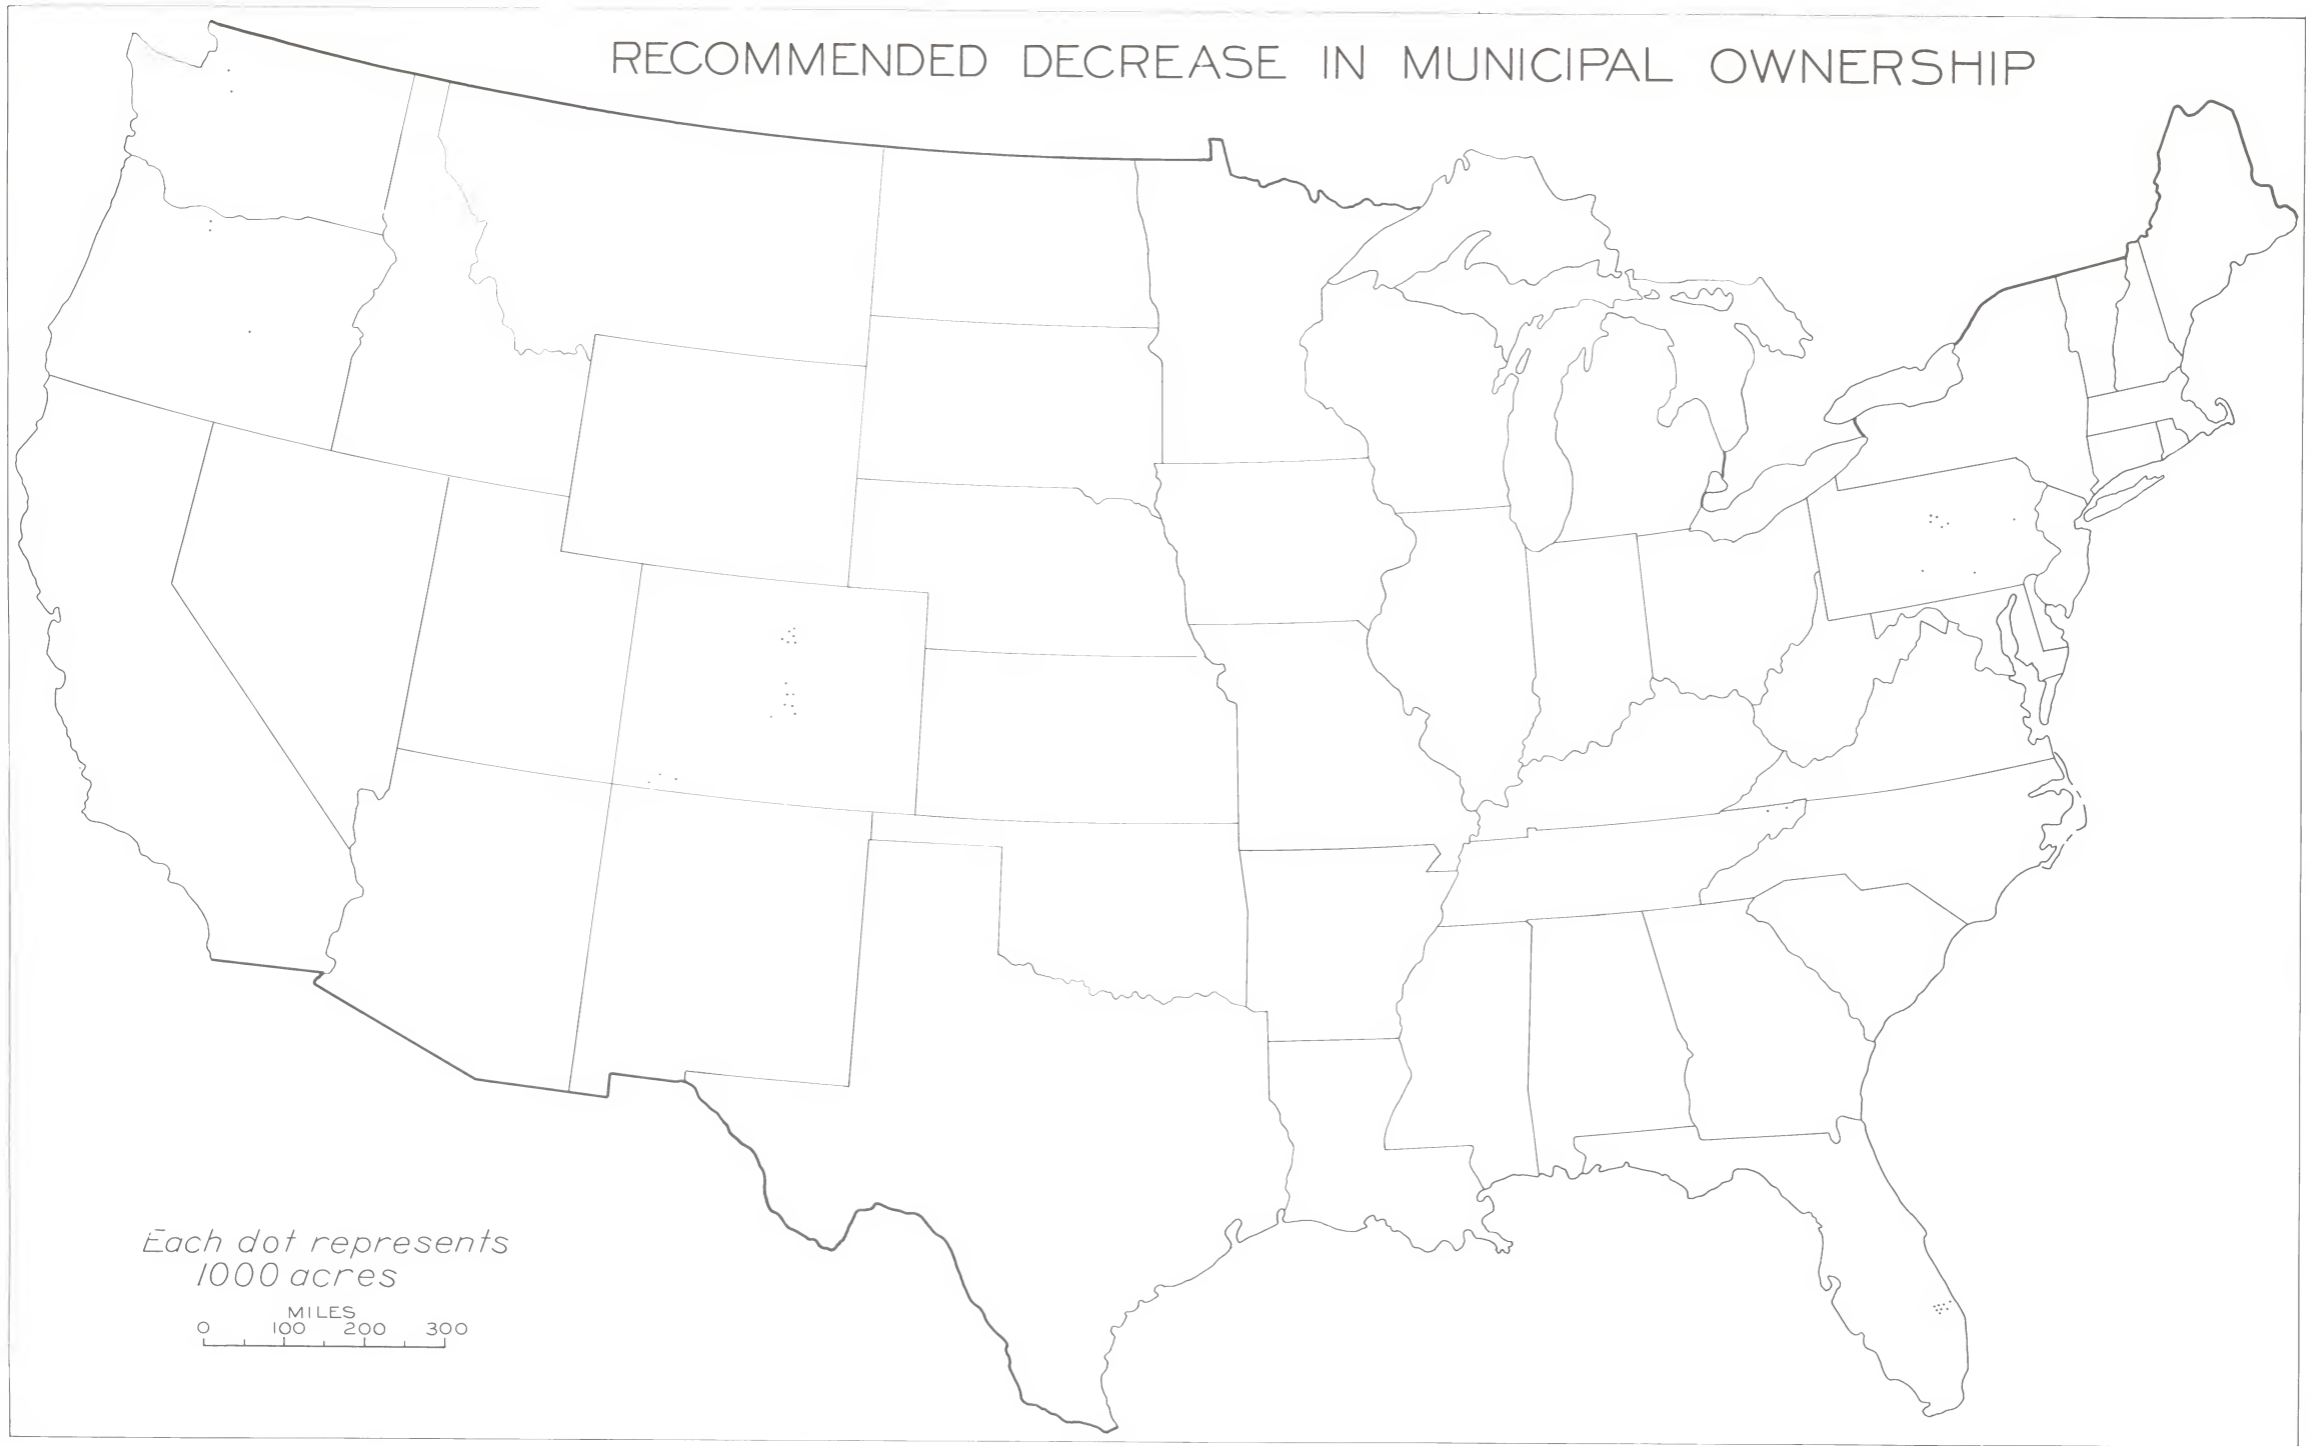 RECOMMENDED DECREASE IN MUNICIPAL OWNERSHIP
Each dot represents
1000 acres
MILES
0 100 200 300